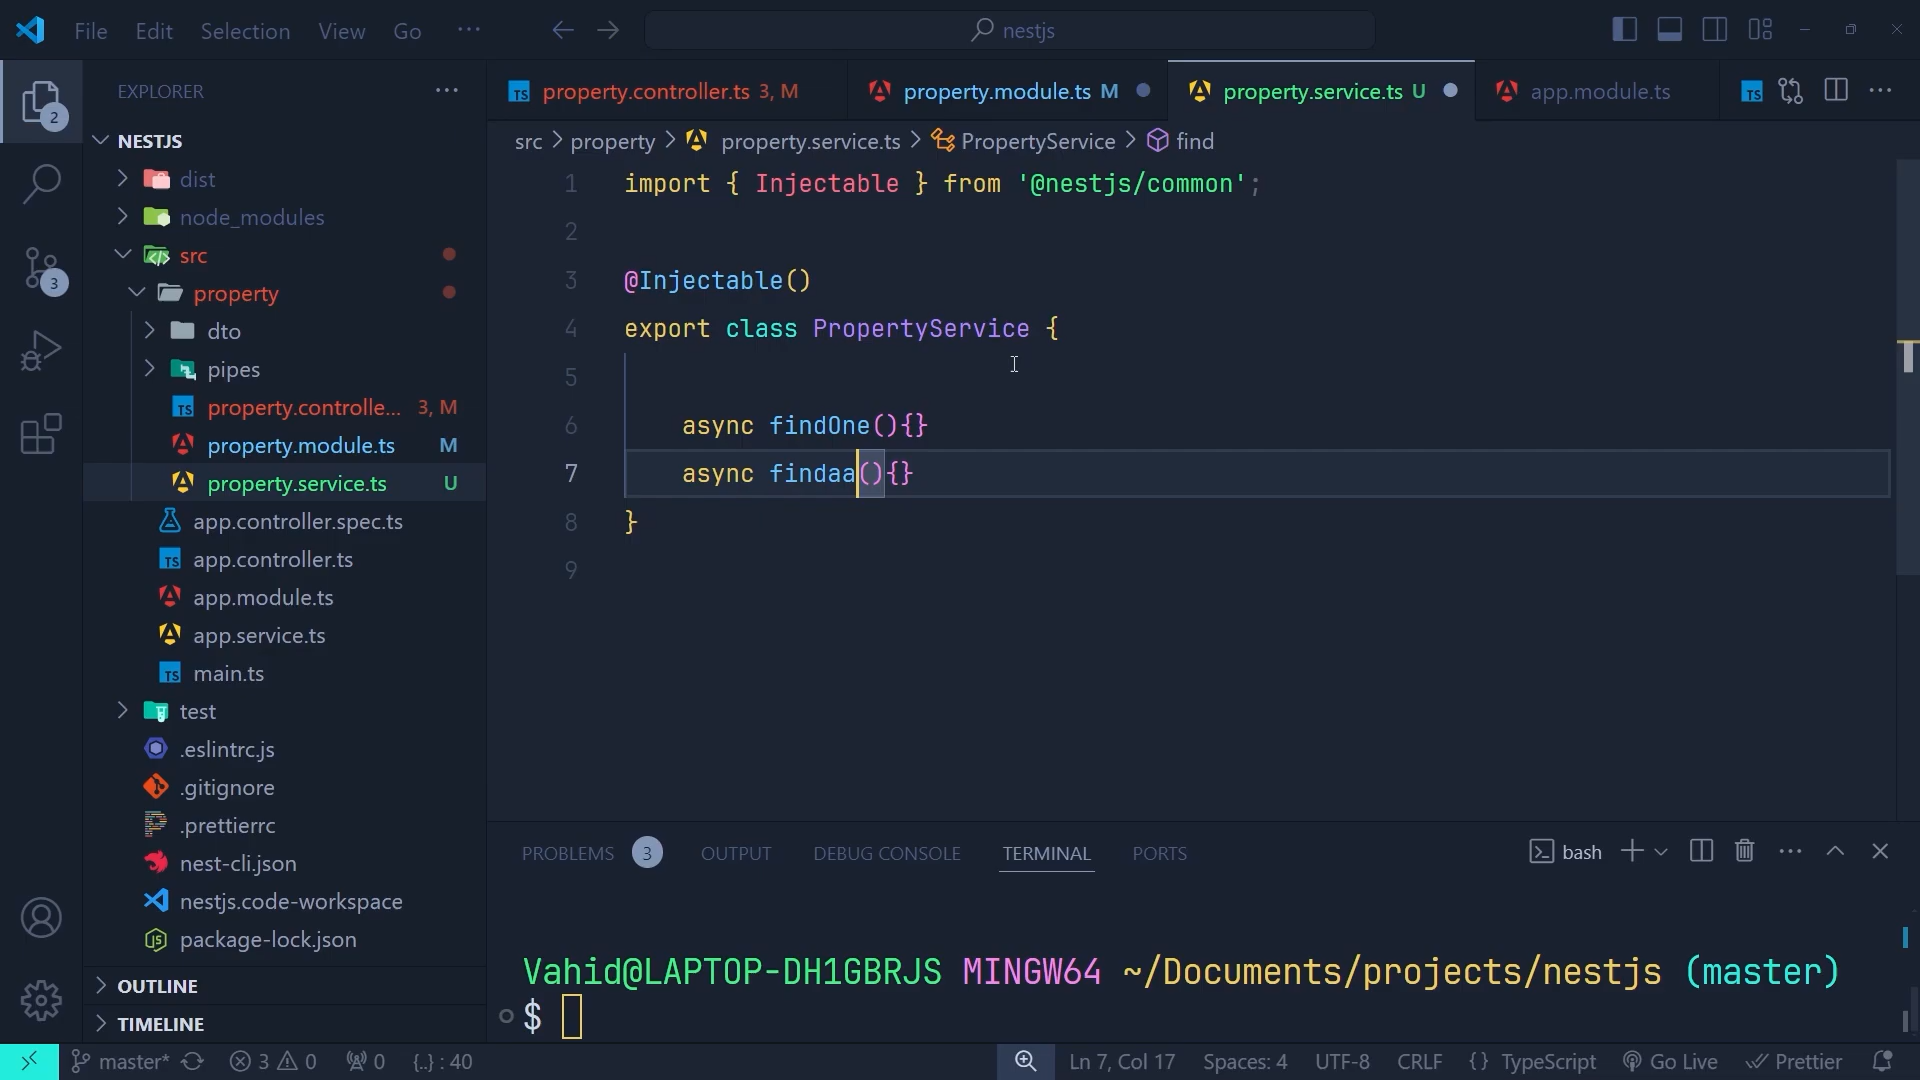 File Edit Selection View Go ··· nestjs
EXPLORER ···
NESTJS
dist
node_modules
src
property
dto
pipes
property.controlle... 3, M
property.module.ts M
property.service.ts U
app.controller.spec.ts
app.controller.ts
app.module.ts
app.service.ts
main.ts
test
.eslintrc.js
.gitignore
.prettierrc
nest-cli.json
nestjs.code-workspace
package-lock.json
OUTLINE
TIMELINE
2
3
property.controller.ts 3, M property.module.ts M property.service.ts U app.module.ts
src > property > property.service.ts > PropertyService > find
1 import { Injectable } from '@nestjs/common';
2
3 @Injectable()
4 export class PropertyService {
5
6 async findOne(){}
7 async findaa(){}
8 }
9
PROBLEMS 3 OUTPUT DEBUG CONSOLE TERMINAL PORTS bash
Vahid@LAPTOP-DH1GBRJS MINGW64 ~/Documents/projects/nestjs (master)
$
master* 3 0 0 {..} : 40 Ln 7, Col 17 Spaces: 4 UTF-8 CRLF {} TypeScript Go Live Prettier